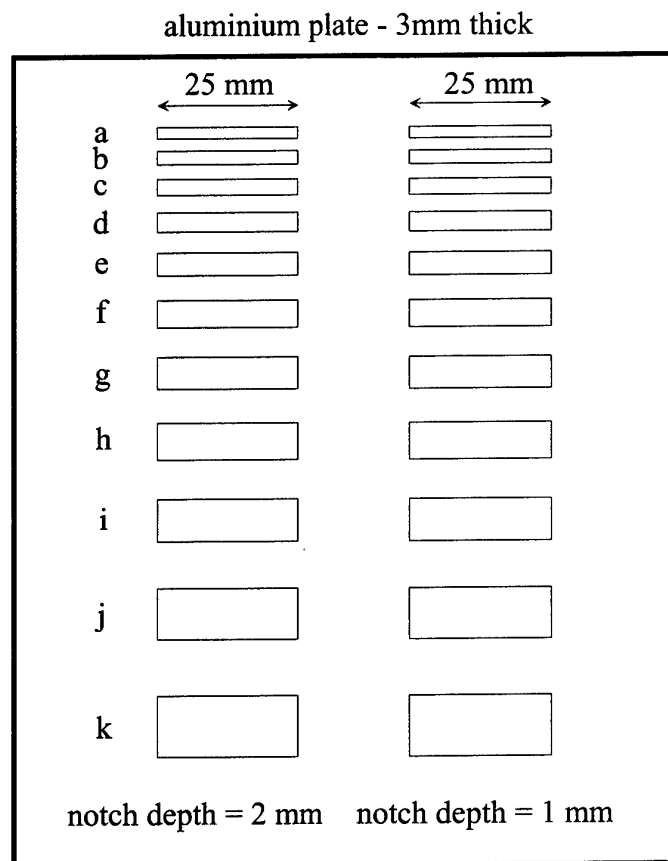 aluminium plate - 3mm thick
25 mm 25 mm
a
b
c
d
e
f
g
h
i
j
k
notch depth = 2 mm notch depth = 1 mm